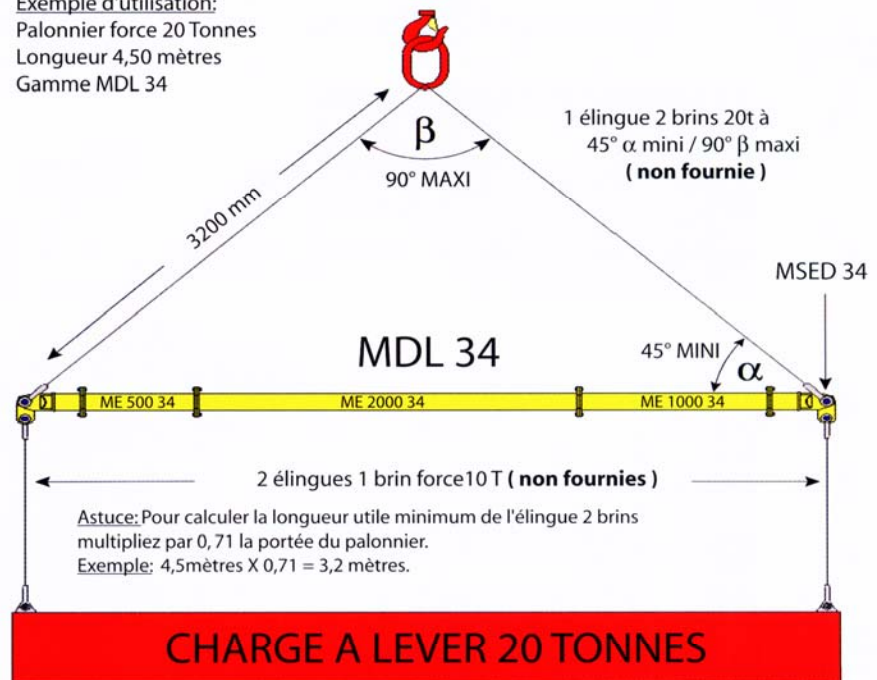 Exemple d'utilisation:
Palonnier force 20 Tonnes
Longueur 4,50 mètres
Gamme MDL 34
1 élingue 2 brins 20t à
45° α mini / 90° β maxi
( non fournie )
β
90° MAXI
3200 mm
MSED 34
MDL 34
45° MINI
α
ME 500 34
ME 2000 34
ME 1000 34
2 élingues 1 brin force10 T ( non fournies )
Astuce: Pour calculer la longueur utile minimum de l'élingue 2 brins
multipliez par 0, 71 la portée du palonnier.
Exemple: 4,5mètres X 0,71 = 3,2 mètres.
CHARGE A LEVER 20 TONNES